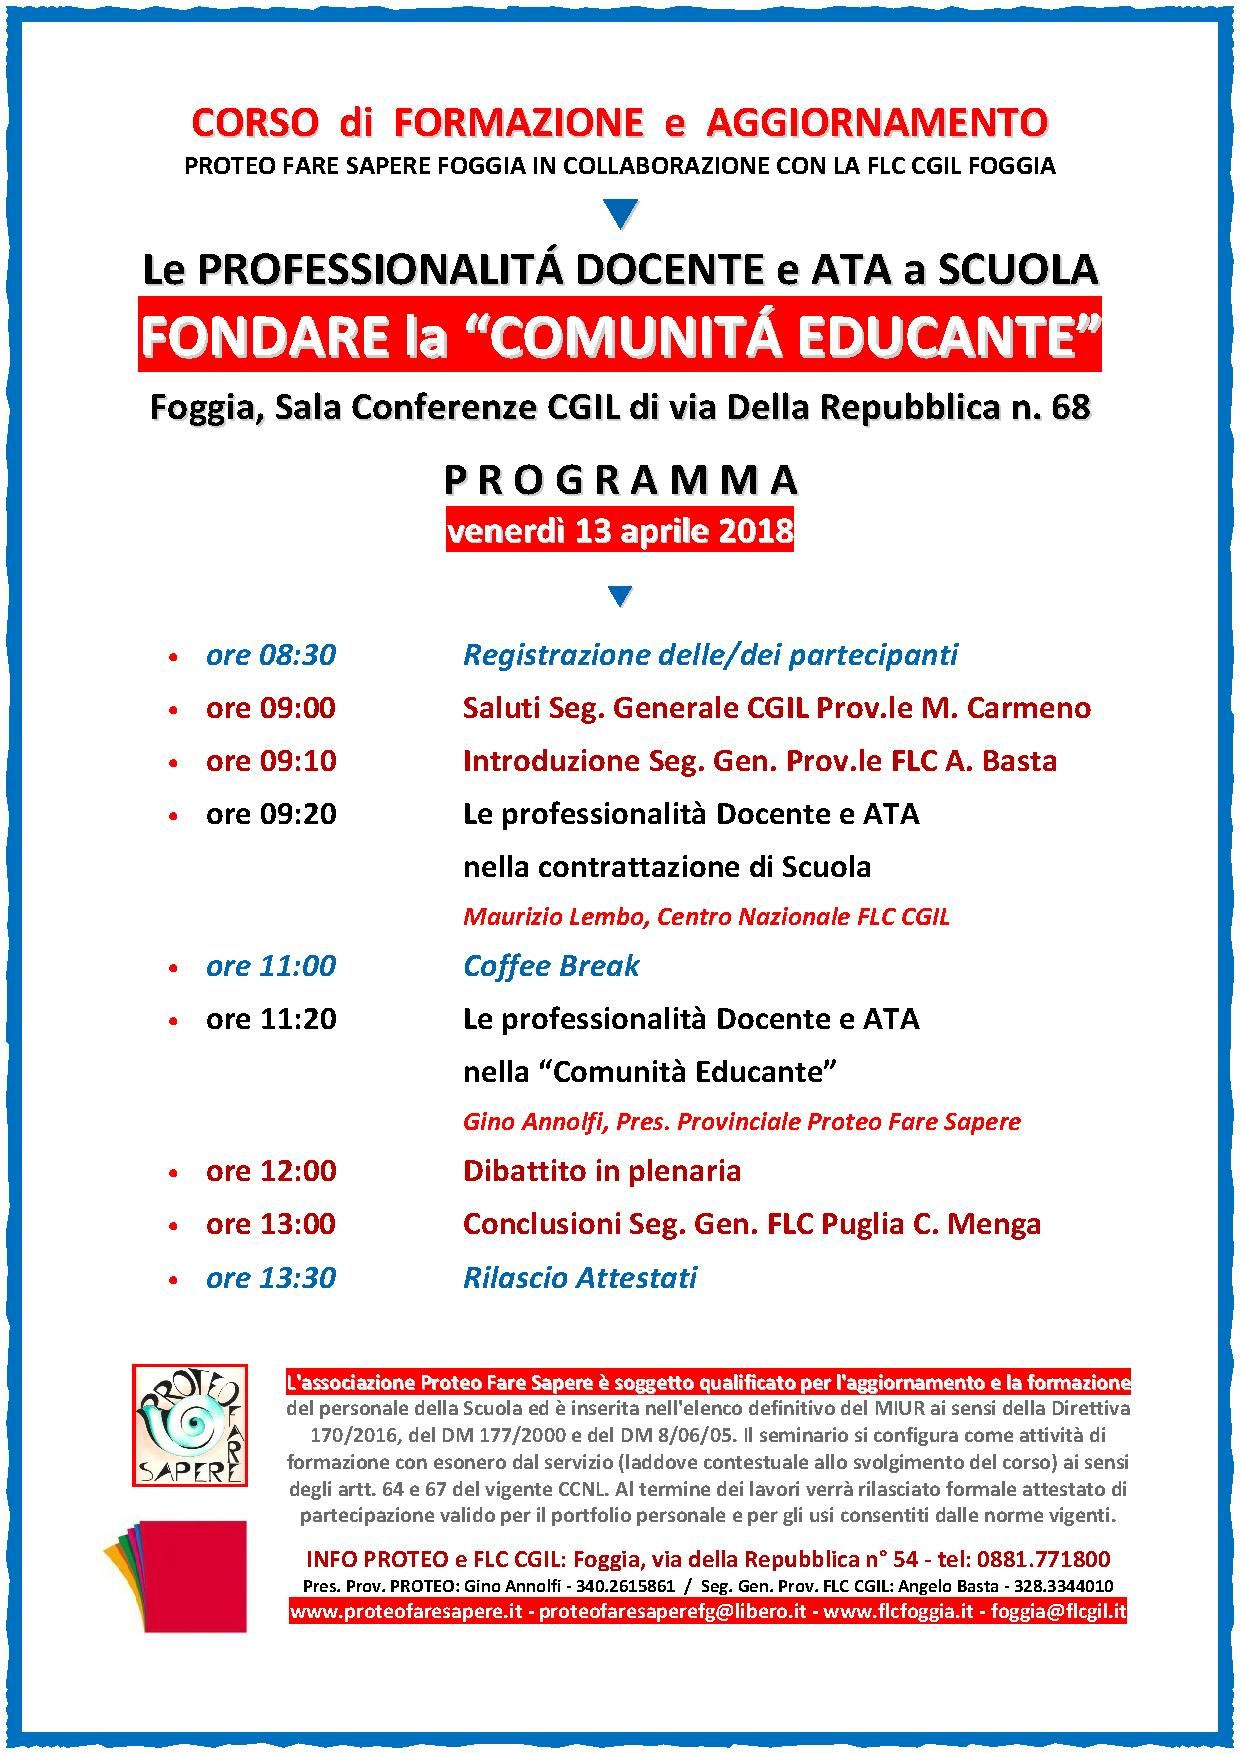 CORSO di FORMAZIONE e AGGIORNAMENTO
PROTEO FARE SAPERE FOGGIA IN COLLABORAZIONE CON LA FLC CGIL FOGGIA
Le PROFESSIONALITÁ DOCENTE e ATA a SCUOLA
FONDARE la “COMUNITÁ EDUCANTE”
Foggia, Sala Conferenze CGIL di via Della Repubblica n. 68
P R O G R A M M A
venerdì 13 aprile 2018
• ore 08:30 Registrazione delle/dei partecipanti
• ore 09:00 Saluti Seg. Generale CGIL Prov.le M. Carmeno
• ore 09:10 Introduzione Seg. Gen. Prov.le FLC A. Basta
• ore 09:20 Le professionalità Docente e ATA
nella contrattazione di Scuola
Maurizio Lembo, Centro Nazionale FLC CGIL
• ore 11:00 Coffee Break
• ore 11:20 Le professionalità Docente e ATA
nella “Comunità Educante”
Gino Annolfi, Pres. Provinciale Proteo Fare Sapere
• ore 12:00 Dibattito in plenaria
• ore 13:00 Conclusioni Seg. Gen. FLC Puglia C. Menga
• ore 13:30 Rilascio Attestati
PROTEO
FARE
SAPERE
L'associazione Proteo Fare Sapere è soggetto qualificato per l'aggiornamento e la formazione
del personale della Scuola ed è inserita nell'elenco definitivo del MIUR ai sensi della Direttiva
170/2016, del DM 177/2000 e del DM 8/06/05. Il seminario si configura come attività di
formazione con esonero dal servizio (laddove contestuale allo svolgimento del corso) ai sensi
degli artt. 64 e 67 del vigente CCNL. Al termine dei lavori verrà rilasciato formale attestato di
partecipazione valido per il portfolio personale e per gli usi consentiti dalle norme vigenti.
INFO PROTEO e FLC CGIL: Foggia, via della Repubblica n° 54 - tel: 0881.771800
Pres. Prov. PROTEO: Gino Annolfi - 340.2615861 / Seg. Gen. Prov. FLC CGIL: Angelo Basta - 328.3344010
www.proteofaresapere.it - proteofaresaperefg@libero.it - www.flcfoggia.it - foggia@flcgil.it